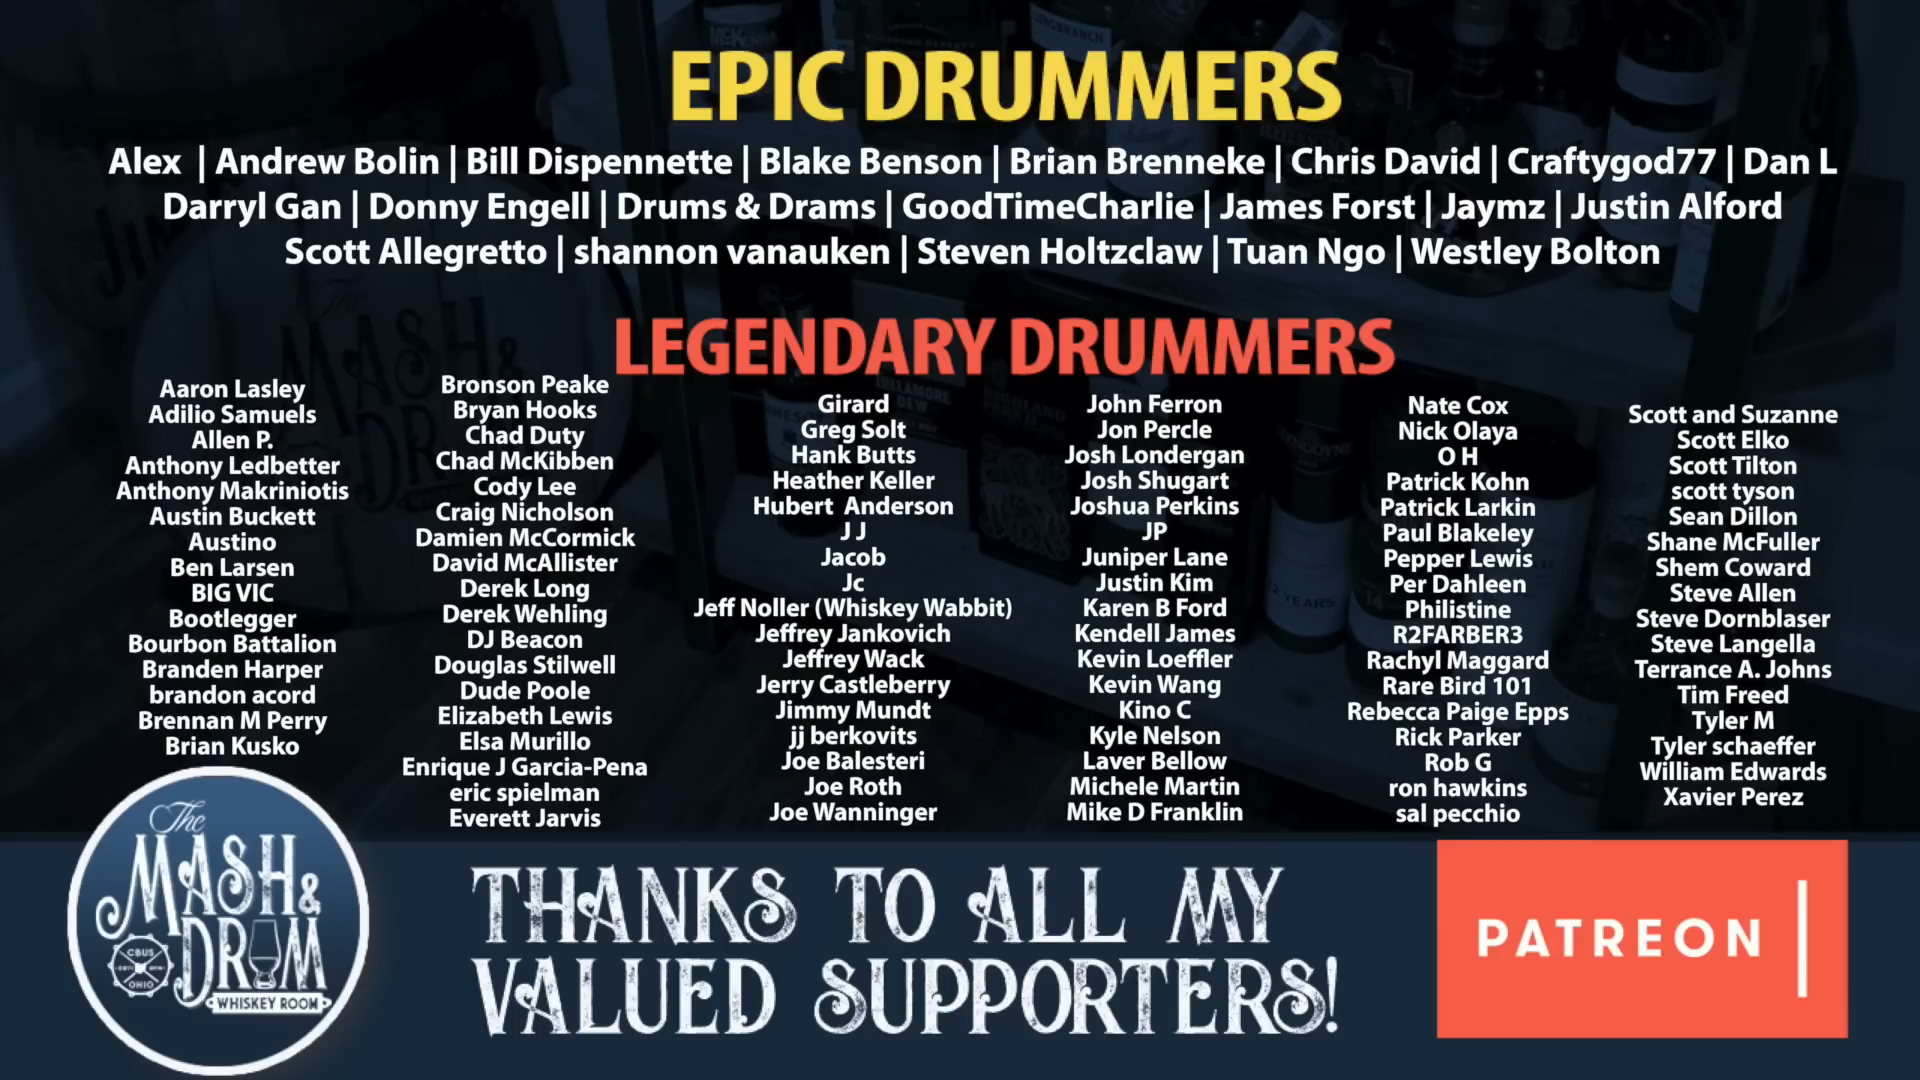 EPIC DRUMMERS
Alex | Andrew Bolin | Bill Dispennette | Blake Benson | Brian Brenneke | Chris David | Craftygod77 | Dan L
Darryl Gan | Donny Engell | Drums & Drams | GoodTimeCharlie | James Forst | Jaymz | Justin Alford
Scott Allegretto | shannon vanauken | Steven Holtzclaw | Tuan Ngo | Westley Bolton
LEGENDARY DRUMMERS
Aaron Lasley
Adilio Samuels
Allen P.
Anthony Ledbetter
Anthony Makriniotis
Austin Buckett
Austino
Ben Larsen
BIG VIC
Bootlegger
Bourbon Battalion
Branden Harper
brandon acord
Brennan M Perry
Brian Kusko
Bronson Peake
Bryan Hooks
Chad Duty
Chad McKibben
Cody Lee
Craig Nicholson
Damien McCormick
David McAllister
Derek Long
Derek Wehling
DJ Beacon
Douglas Stilwell
Dude Poole
Elizabeth Lewis
Elsa Murillo
Enrique J Garcia-Pena
eric spielman
Everett Jarvis
Girard
Greg Solt
Hank Butts
Heather Keller
Hubert Anderson
J J
Jacob
Jc
Jeff Noller (Whiskey Wabbit)
Jeffrey Jankovich
Jeffrey Wack
Jerry Castleberry
Jimmy Mundt
jj berkovits
Joe Balesteri
Joe Roth
Joe Wanninger
John Ferron
Jon Percle
Josh Londergan
Josh Shugart
Joshua Perkins
JP
Juniper Lane
Justin Kim
Karen B Ford
Kendell James
Kevin Loeffler
Kevin Wang
Kino C
Kyle Nelson
Laver Bellow
Michele Martin
Mike D Franklin
Nate Cox
Nick Olaya
O H
Patrick Kohn
Patrick Larkin
Paul Blakeley
Pepper Lewis
Per Dahleen
Philistine
R2FARBER3
Rachyl Maggard
Rare Bird 101
Rebecca Paige Epps
Rick Parker
Rob G
ron hawkins
sal pecchio
Scott and Suzanne
Scott Elko
Scott Tilton
scott tyson
Sean Dillon
Shane McFuller
Shem Coward
Steve Allen
Steve Dornblaser
Steve Langella
Terrance A. Johns
Tim Freed
Tyler M
Tyler schaeffer
William Edwards
Xavier Perez
The
MASH &
DRUM
CBUS
OHIO
WHISKEY ROOM
THANKS TO ALL MY
VALUED SUPPORTERS!
PATREON